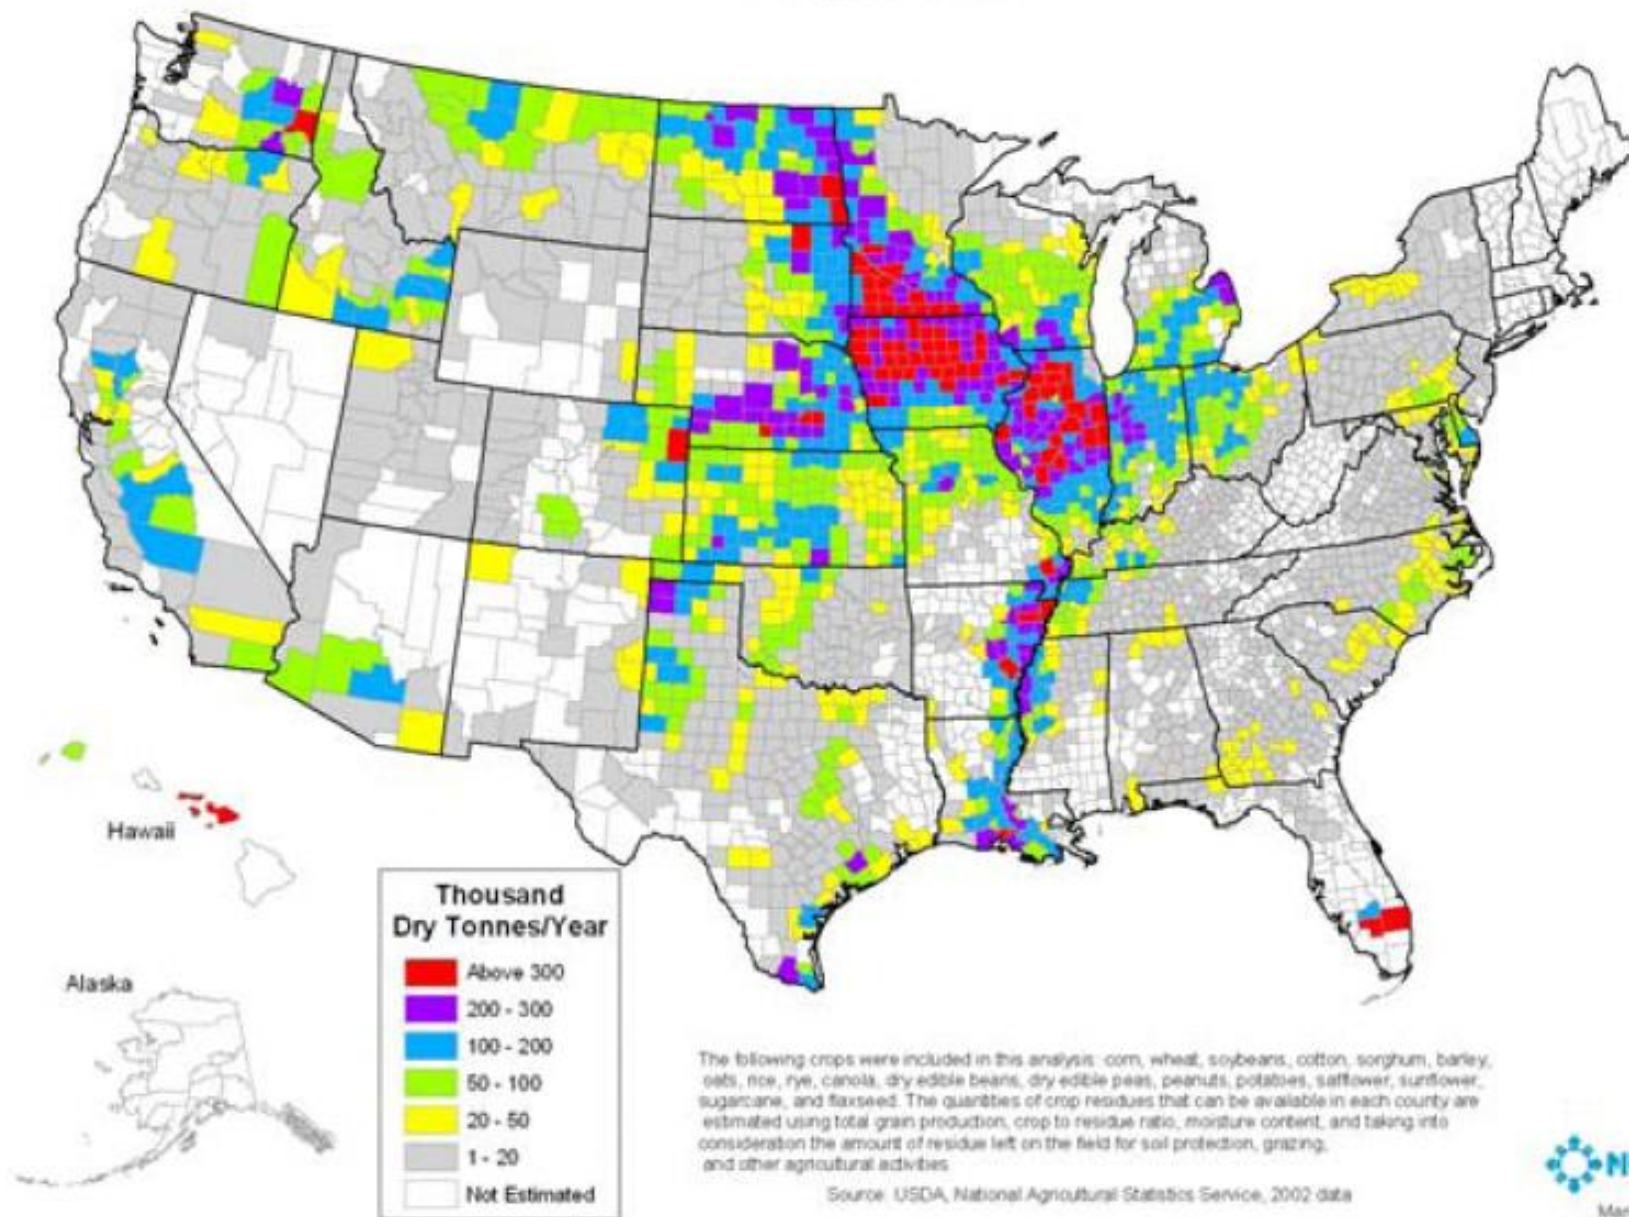 Hawaii
Alaska
Thousand
Dry Tonnes/Year
Above 300
200 - 300
100 - 200
50 - 100
20 - 50
1 - 20
Not Estimated
The following crops were included in this analysis: corn, wheat, soybeans, cotton, sorghum, barley,
oats, rice, rye, canola, dry edible beans, dry edible peas, peanuts, potatoes, safflower, sunflower,
sugarcane, and flaxseed. The quantities of crop residues that can be available in each county are
estimated using total grain production, crop to residue ratio, moisture content, and taking into
consideration the amount of residue left on the field for soil protection, grazing,
and other agricultural activities
Source: USDA, National Agricultural Statistics Service, 2002 data